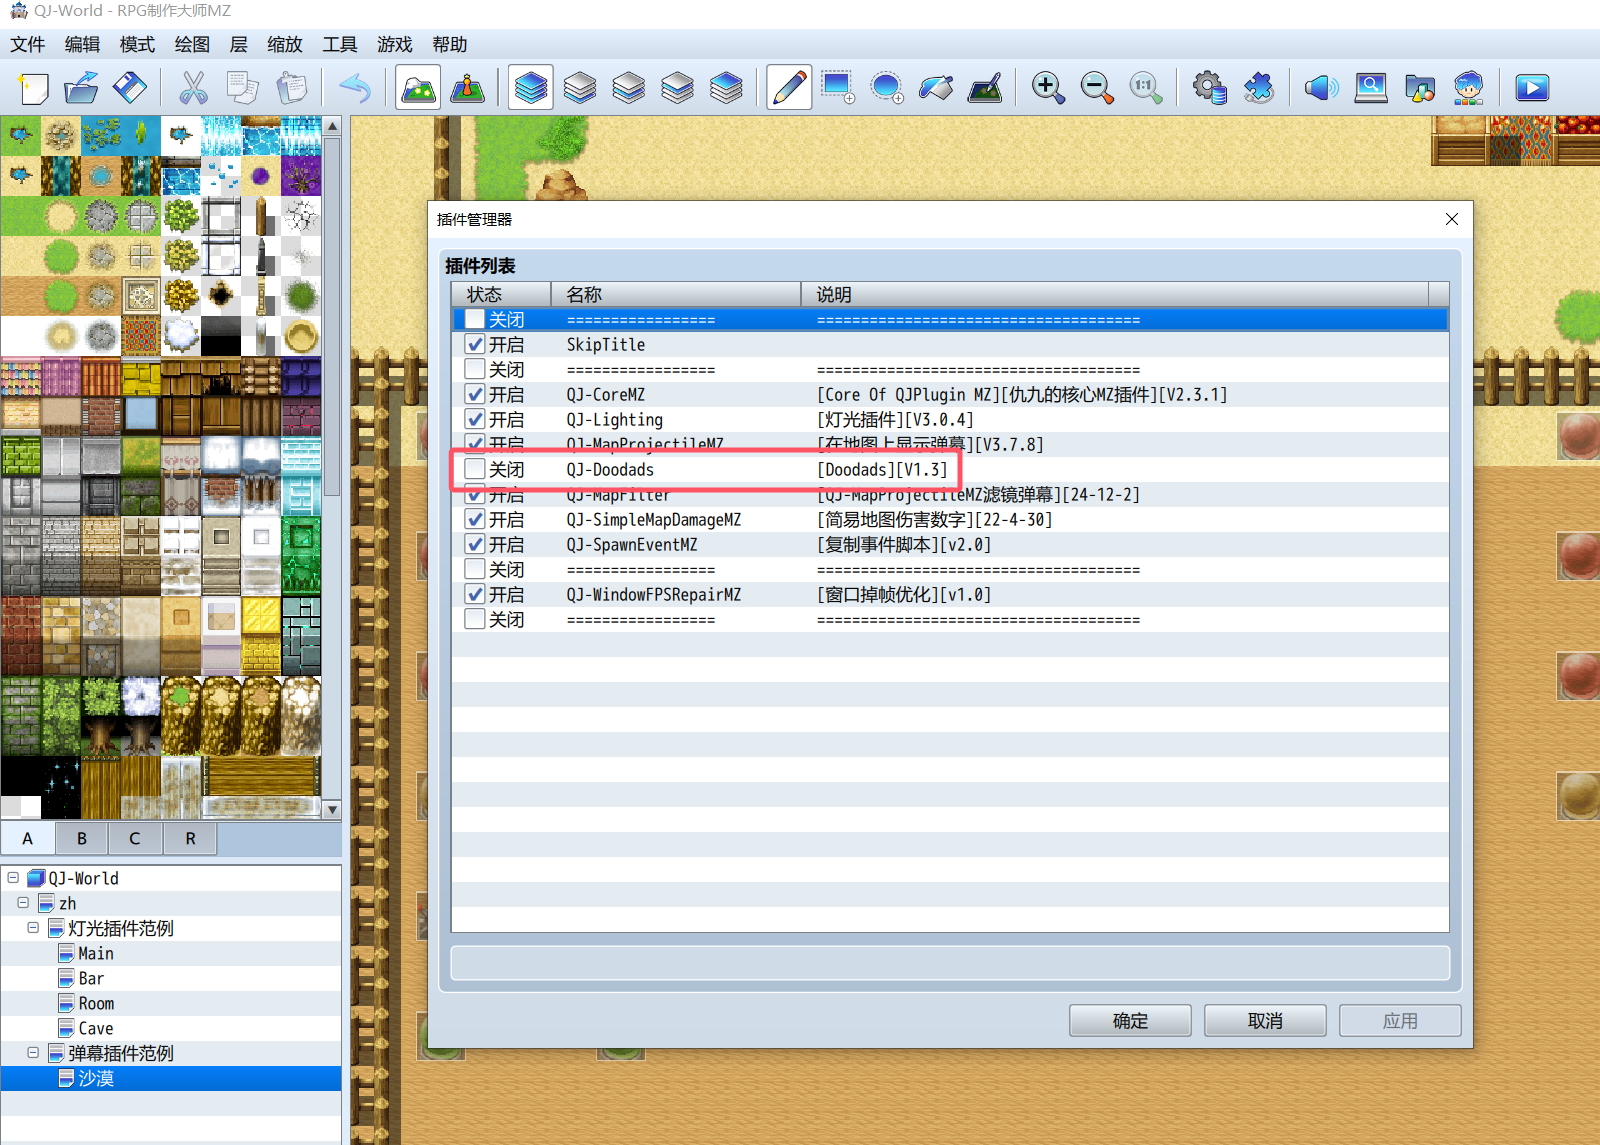 QJ-World - RPG制作大师MZ
文件 编辑 模式 绘图 层 缩放 工具 游戏 帮助
1:1
插件管理器
插件列表
状态 名称 说明
关闭 ================= =====================================
开启 SkipTitle
关闭 ================= =====================================
开启 QJ-CoreMZ [Core Of QJPlugin MZ][仇九的核心MZ插件][V2.3.1]
开启 QJ-Lighting [灯光插件][V3.0.4]
开启 QJ-MapProjectileMZ [在地图上显示弹幕][V3.7.8]
关闭 QJ-Doodads [Doodads][V1.3]
开启 QJ-MapFilter [QJ-MapProjectileMZ滤镜弹幕][24-12-2]
开启 QJ-SimpleMapDamageMZ [简易地图伤害数字][22-4-30]
开启 QJ-SpawnEventMZ [复制事件脚本][v2.0]
关闭 ================= =====================================
开启 QJ-WindowFPSRepairMZ [窗口掉帧优化][v1.0]
关闭 ================= =====================================
确定 取消 应用
A B C R
QJ-World
zh
灯光插件范例
Main
Bar
Room
Cave
弹幕插件范例
沙漠